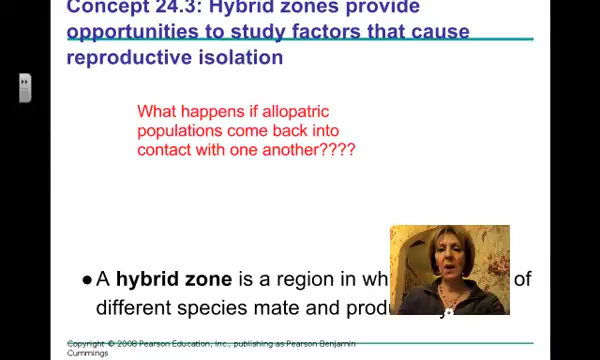 Concept 24.3: Hybrid zones provide
opportunities to study factors that cause
reproductive isolation
What happens if allopatric
populations come back into
contact with one another????
● A hybrid zone is a region in wh of
different species mate and prod
Copyright © 2008 Pearson Education, Inc., publishing as Pearson Benjamin
Cummings